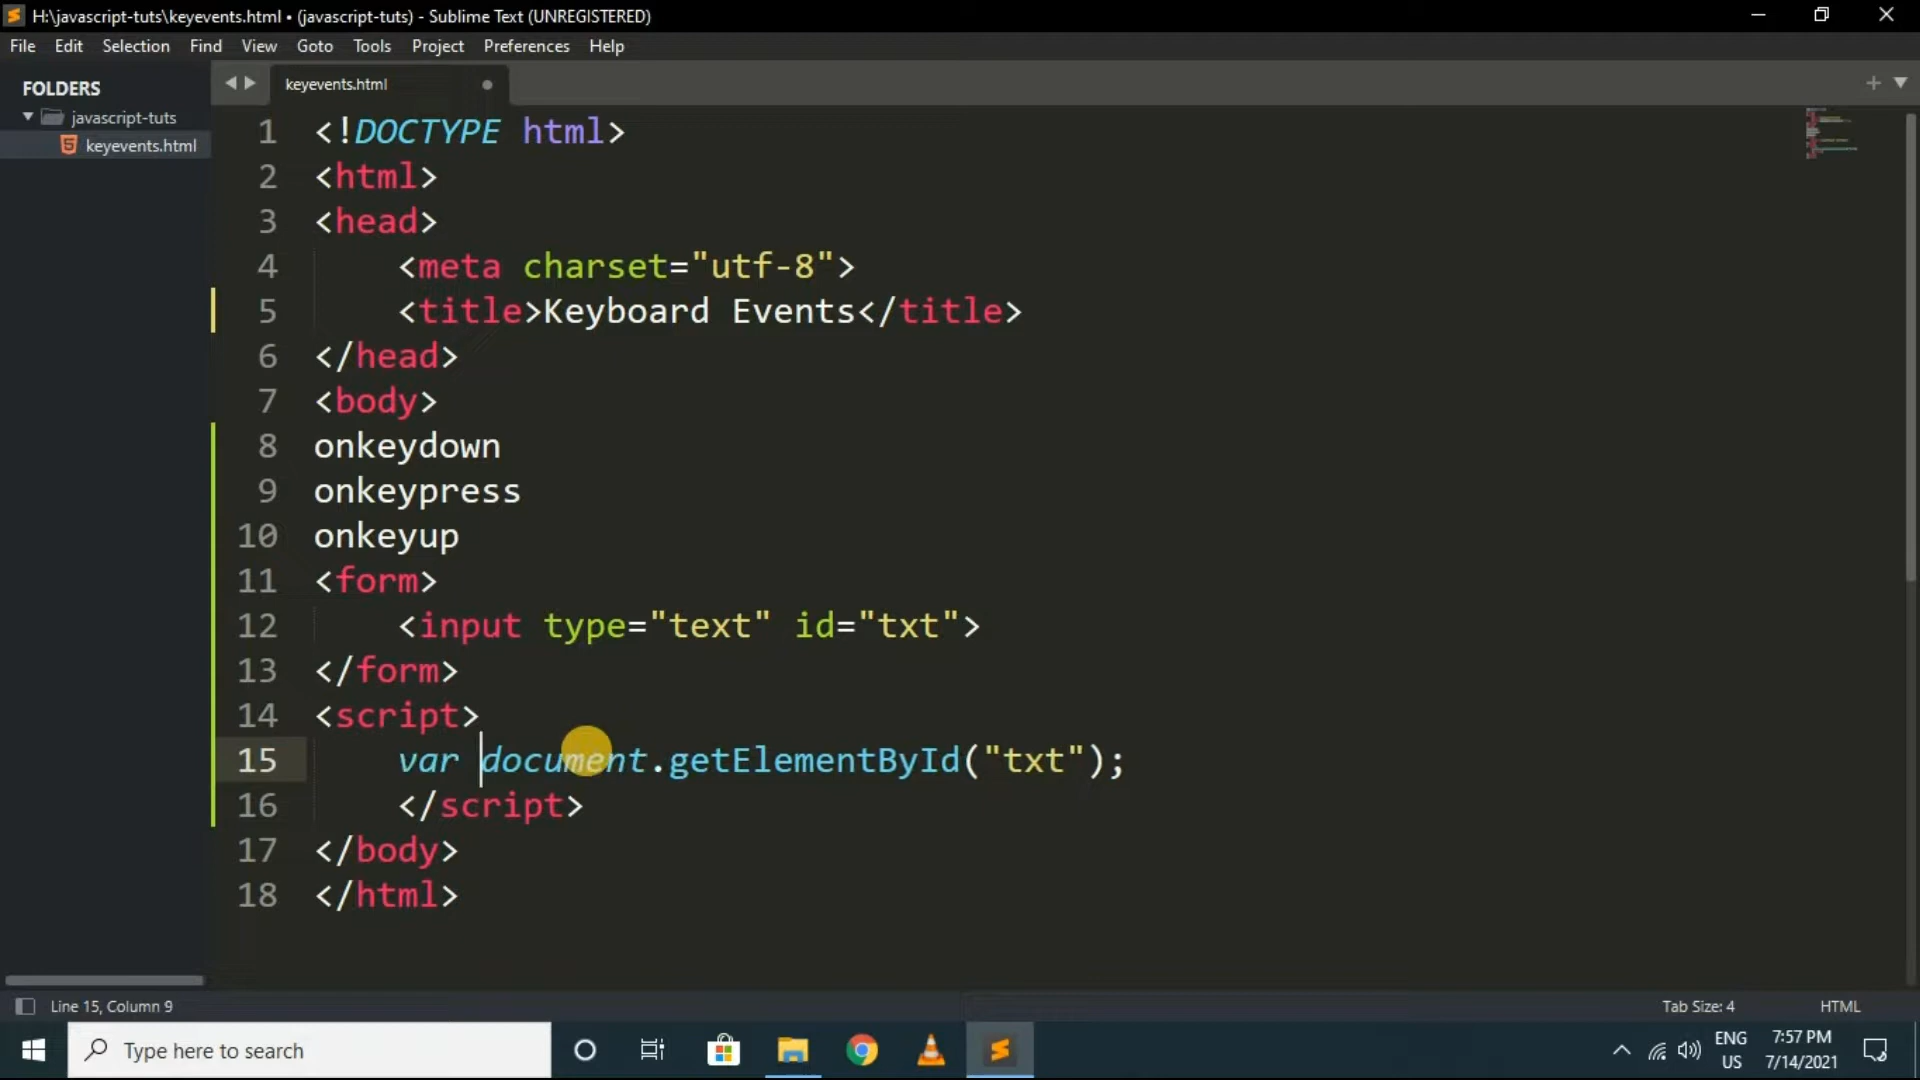 H:\javascript-tuts\keyevents.html • (javascript-tuts) - Sublime Text (UNREGISTERED)
File Edit Selection Find View Goto Tools Project Preferences Help
FOLDERS
javascript-tuts
keyevents.html
keyevents.html
1 <!DOCTYPE html>
2 <html>
3 <head>
4 <meta charset="utf-8">
5 <title>Keyboard Events</title>
6 </head>
7 <body>
8 onkeydown
9 onkeypress
10 onkeyup
11 <form>
12 <input type="text" id="txt">
13 </form>
14 <script>
15 var document.getElementById("txt");
16 </script>
17 </body>
18 </html>
Line 15, Column 9
Tab Size: 4
HTML
Type here to search
ENG
US
7:57 PM
7/14/2021